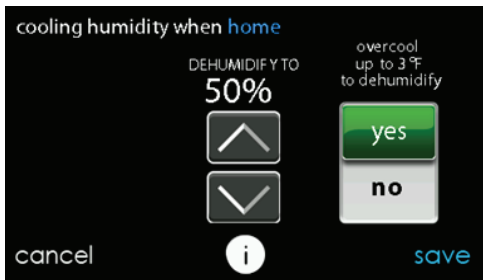 cooling humidity when home
DEHUMIDIFY TO
50%
overcool
up to 3 °F
to dehumidify
yes
no
cancel
i
save